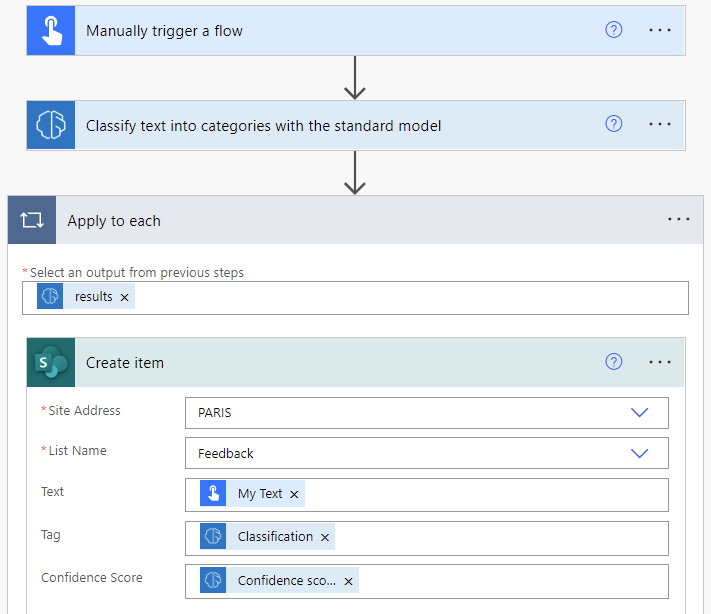 Manually trigger a flow
Classify text into categories with the standard model
Apply to each
* Select an output from previous steps
results ×
S
Create item
* Site Address
PARIS
* List Name
Feedback
Text
My Text ×
Tag
Classification ×
Confidence Score
Confidence sco... ×